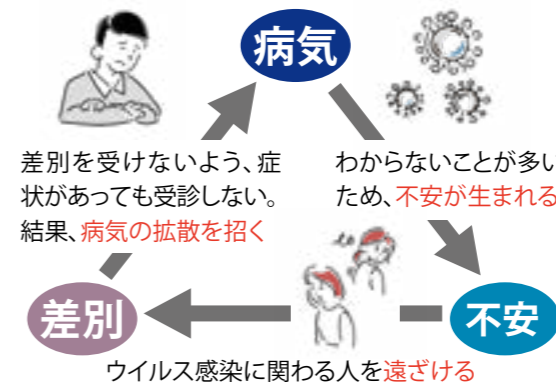 病気
差別を受けないよう、症
状があっても受診しない。
結果、病気の拡散を招く
わからないことが多い
ため、不安が生まれる
差別
不安
ウイルス感染に関わる人を遠ざける